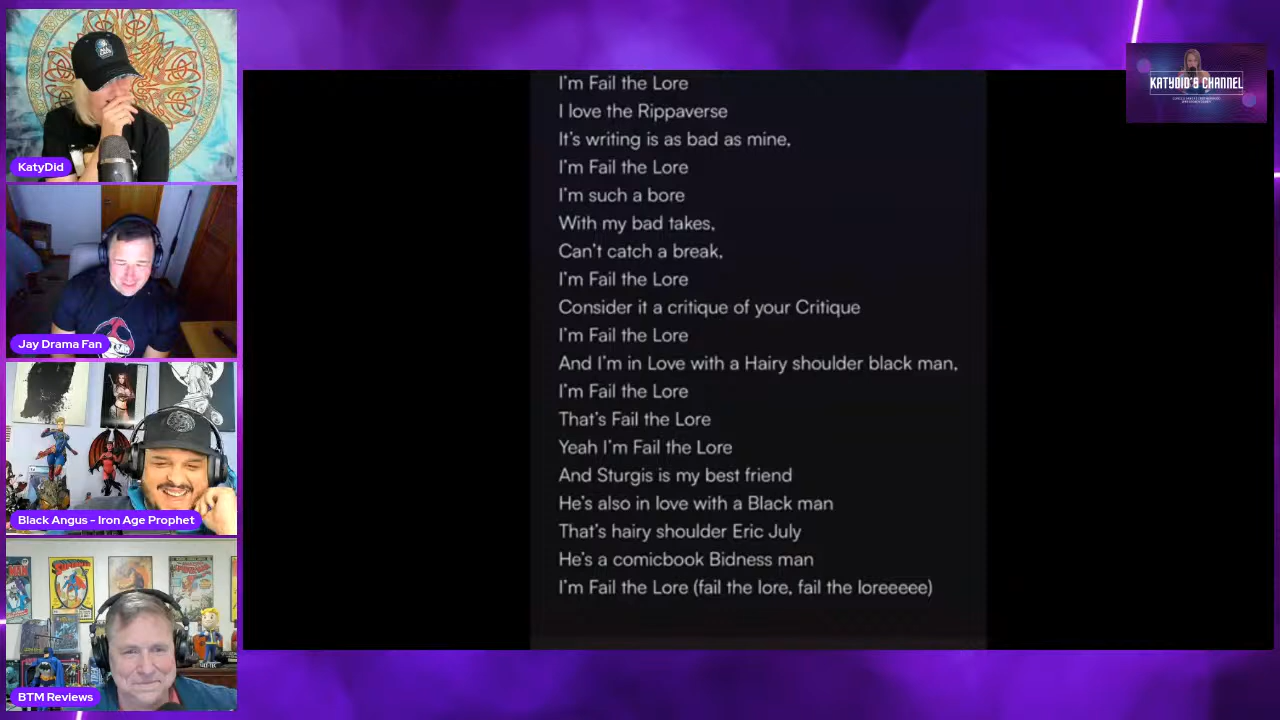 KatyDid
Jay Drama Fan
Black Angus - Iron Age Prophet
BTM Reviews
I'm Fail the Lore
I love the Rippaverse
It's writing is as bad as mine,
I'm Fail the Lore
I'm such a bore
With my bad takes,
Can't catch a break,
I'm Fail the Lore
Consider it a critique of your Critique
I'm Fail the Lore
And I'm in Love with a Hairy shoulder black man,
I'm Fail the Lore
That's Fail the Lore
Yeah I'm Fail the Lore
And Sturgis is my best friend
He's also in love with a Black man
That's hairy shoulder Eric July
He's a comicbook Bidness man
I'm Fail the Lore (fail the lore, fail the loreeeee)
KATYDID'S CHANNEL